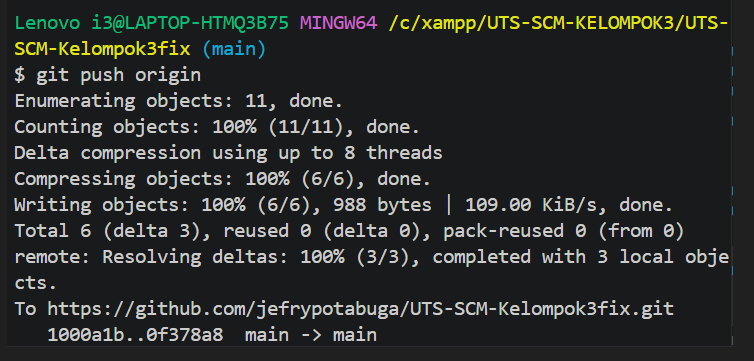 Lenovo i3@LAPTOP-HTMQ3B75 MINGW64 /c/xampp/UTS-SCM-KELOMPOK3/UTS-
SCM-Kelompok3fix (main)
$ git push origin
Enumerating objects: 11, done.
Counting objects: 100% (11/11), done.
Delta compression using up to 8 threads
Compressing objects: 100% (6/6), done.
Writing objects: 100% (6/6), 988 bytes | 109.00 KiB/s, done.
Total 6 (delta 3), reused 0 (delta 0), pack-reused 0 (from 0)
remote: Resolving deltas: 100% (3/3), completed with 3 local obje
cts.
To https://github.com/jefrypotabuga/UTS-SCM-Kelompok3fix.git
   1000a1b..0f378a8  main -> main